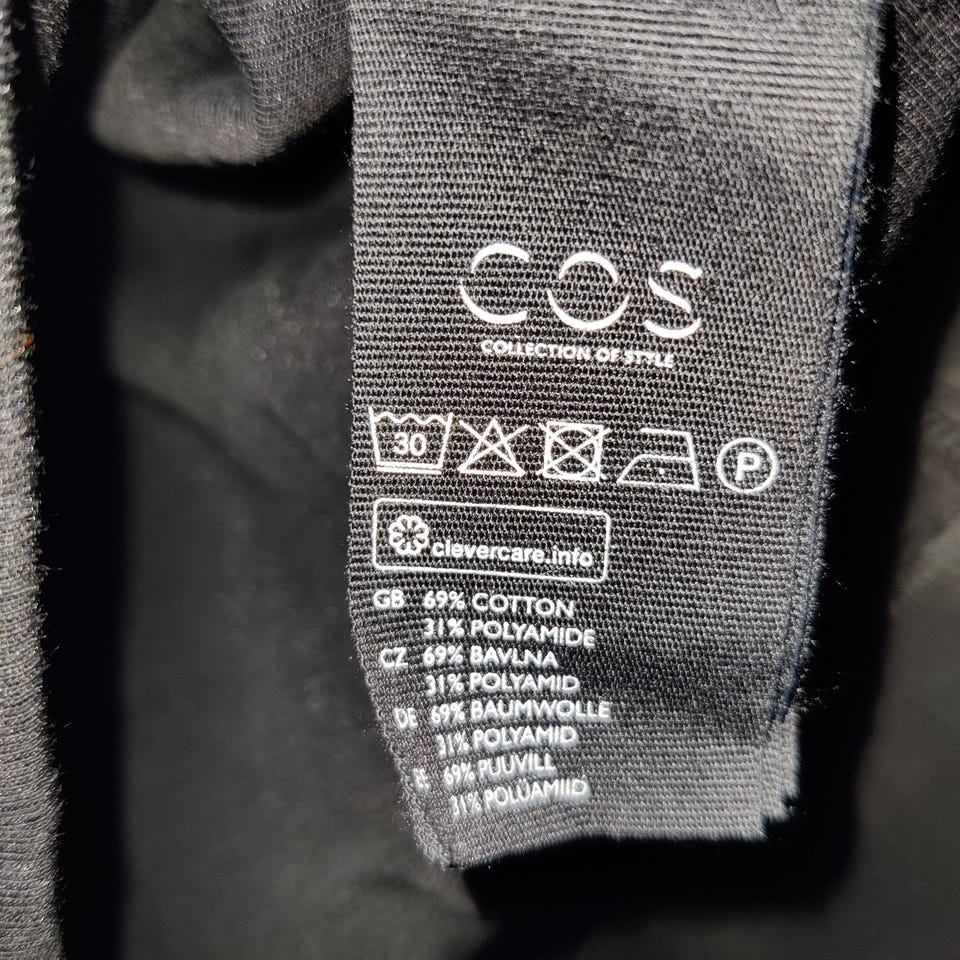 COS
COLLECTION OF STYLE
30
P
clevercare.info
GB 69% COTTON
31% POLYAMIDE
CZ 69% BAVLNA
31% POLYAMID
DE 69% BAUMWOLLE
31% POLYAMID
69% PUUVILL
31% POLÜAMIID